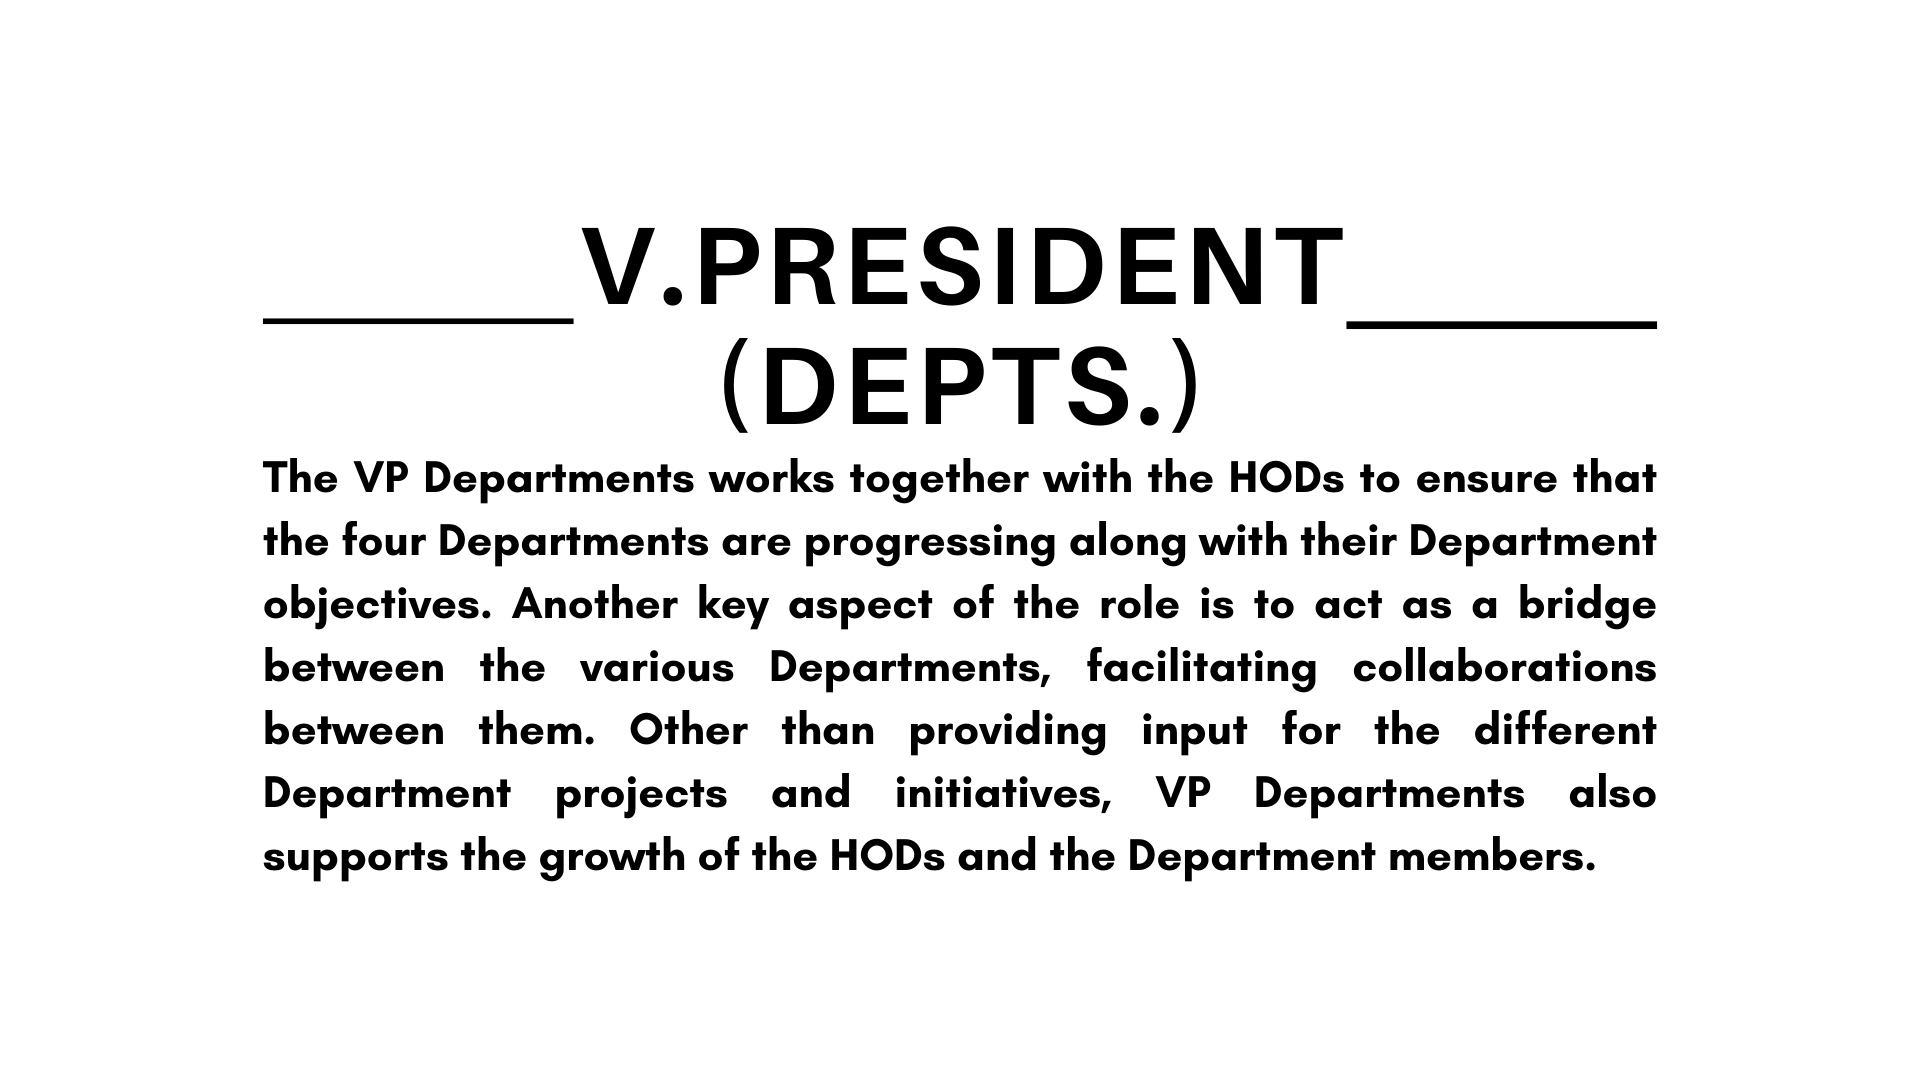 V.PRESIDENT
(DEPTS.)
The VP Departments works together with the HODs to ensure that
the four Departments are progressing along with their Department
objectives. Another key aspect of the role is to act as a bridge
between the various Departments, facilitating collaborations
between them. Other than providing input for the different
Department projects and initiatives, VP Departments also
supports the growth of the HODs and the Department members.